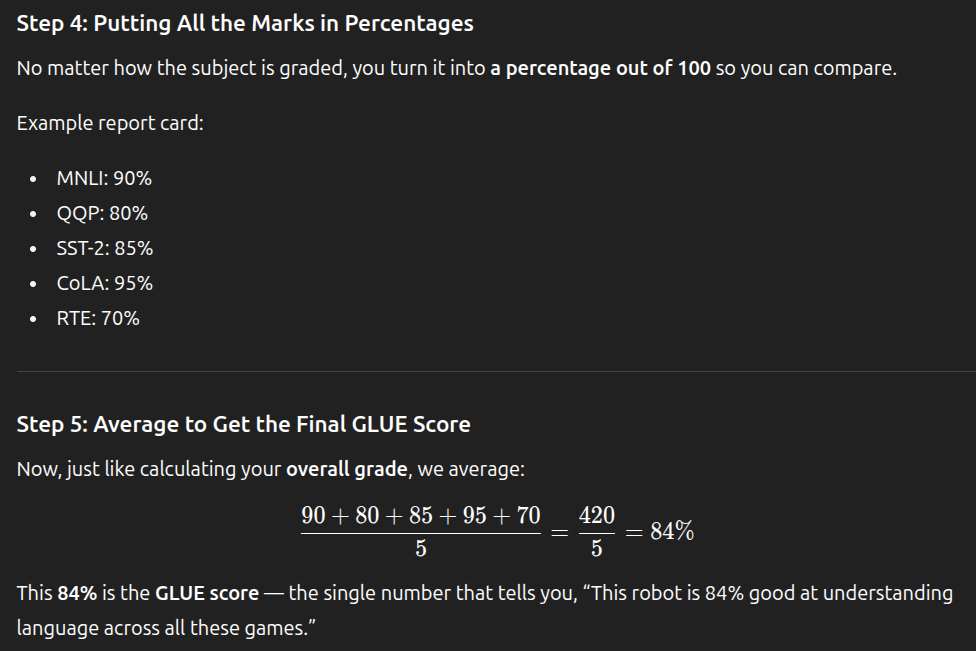 Step 4: Putting All the Marks in Percentages
No matter how the subject is graded, you turn it into a percentage out of 100 so you can compare.
Example report card:
• MNLI: 90%
• QQP: 80%
• SST-2: 85%
• CoLA: 95%
• RTE: 70%
Step 5: Average to Get the Final GLUE Score
Now, just like calculating your overall grade, we average:
90 + 80 + 85 + 95 + 70 / 5 = 420 / 5 = 84%
This 84% is the GLUE score — the single number that tells you, “This robot is 84% good at understanding
language across all these games.”